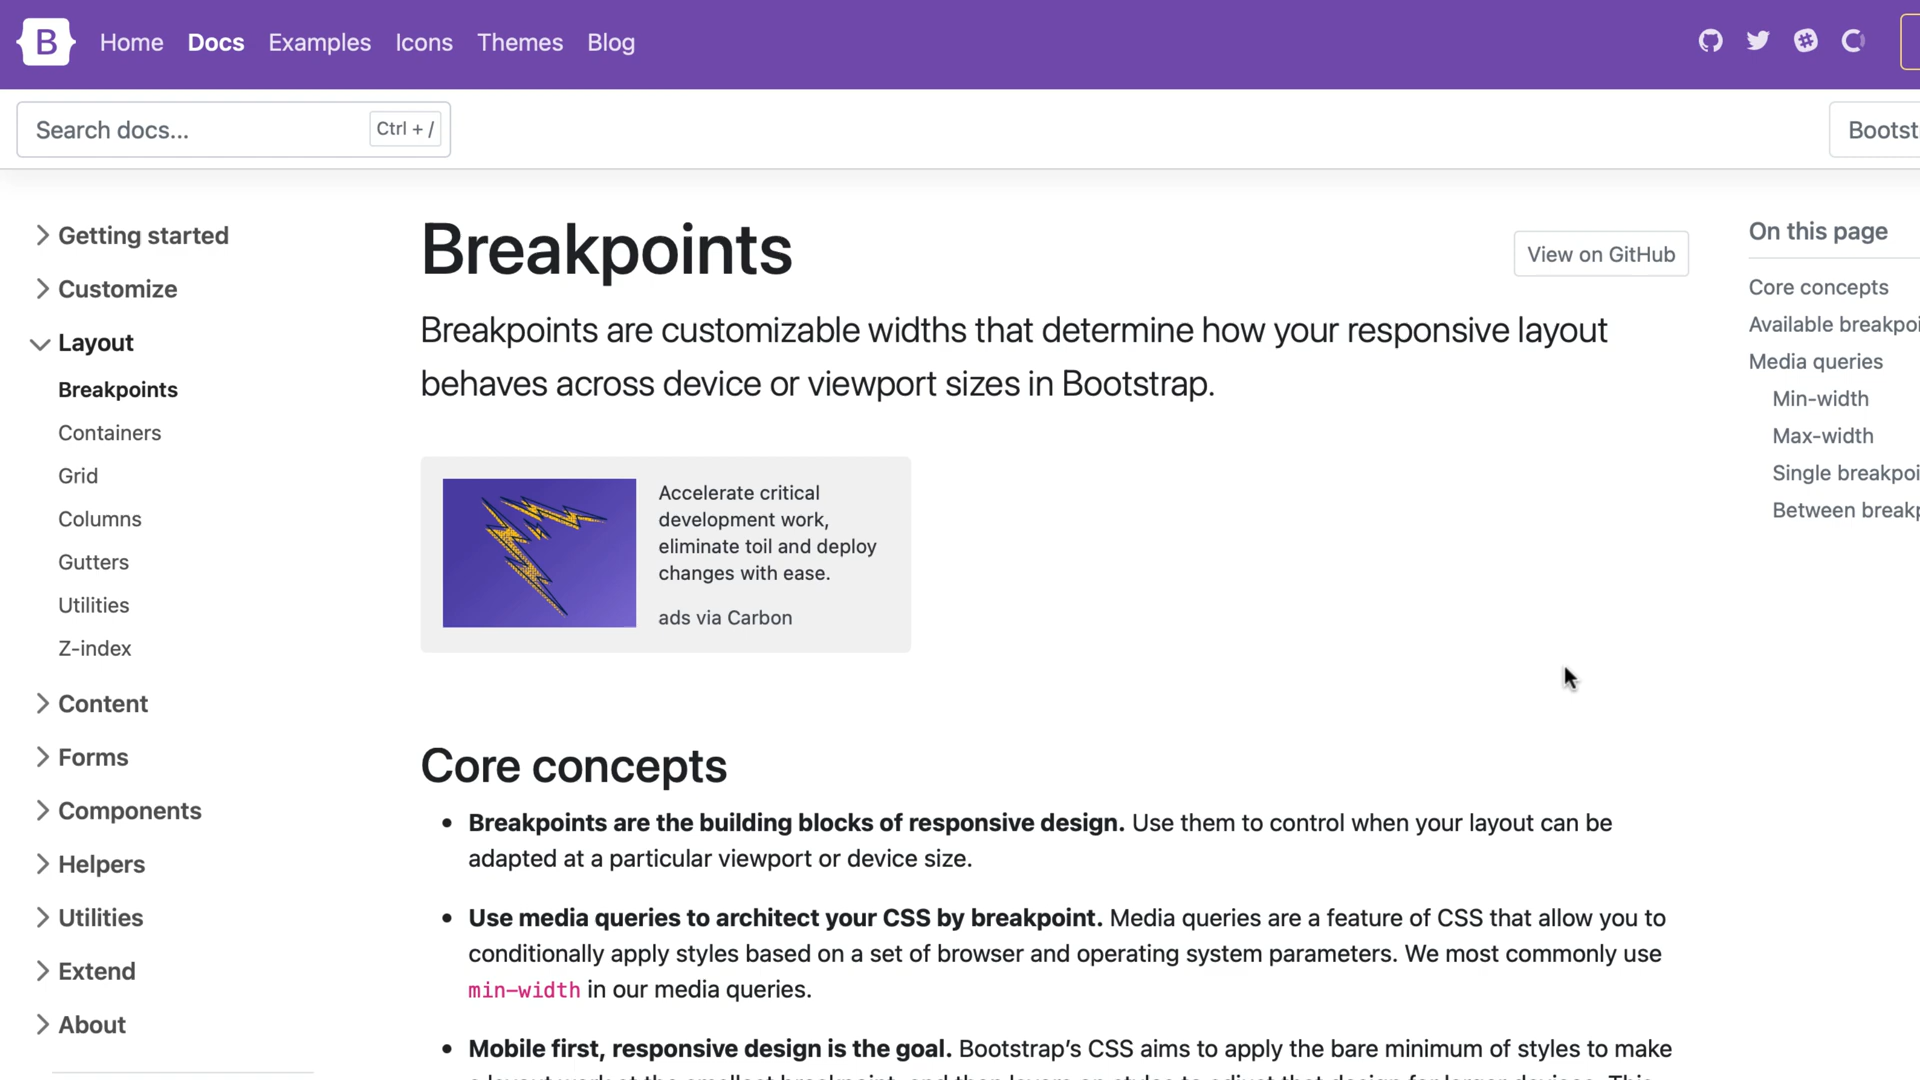 B Home Docs Examples Icons Themes Blog
Search docs... Ctrl + /
Bootst
Getting started
Customize
Layout
Breakpoints
Containers
Grid
Columns
Gutters
Utilities
Z-index
Content
Forms
Components
Helpers
Utilities
Extend
About
Breakpoints
View on GitHub
Breakpoints are customizable widths that determine how your responsive layout
behaves across device or viewport sizes in Bootstrap.
Accelerate critical
development work,
eliminate toil and deploy
changes with ease.
ads via Carbon
Core concepts
• Breakpoints are the building blocks of responsive design. Use them to control when your layout can be
adapted at a particular viewport or device size.
• Use media queries to architect your CSS by breakpoint. Media queries are a feature of CSS that allow you to
conditionally apply styles based on a set of browser and operating system parameters. We most commonly use
min-width in our media queries.
• Mobile first, responsive design is the goal. Bootstrap's CSS aims to apply the bare minimum of styles to make
On this page
Core concepts
Available breakpoi
Media queries
Min-width
Max-width
Single breakpoi
Between breakp